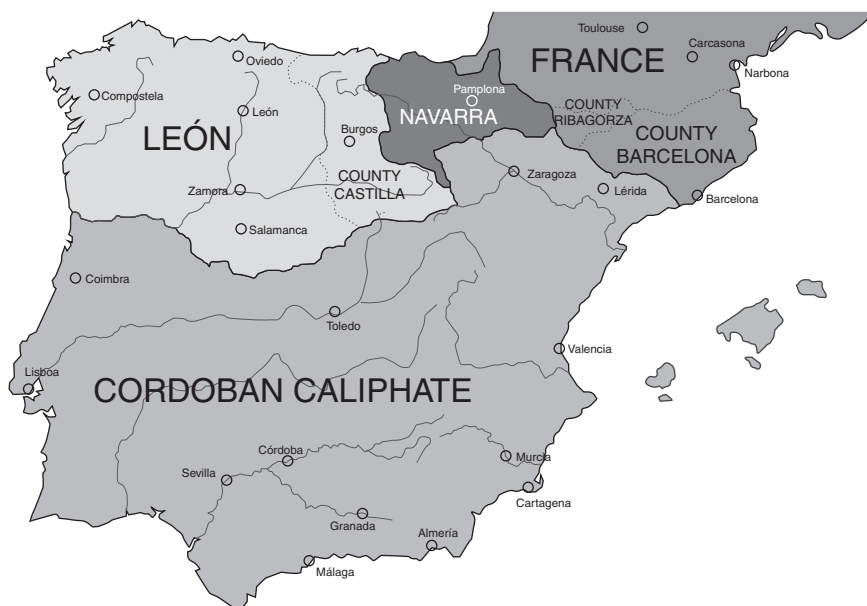 Toulouse
Carcasona
FRANCE
Narbona
Oviedo
Compostela
León
Pamplona
COUNTY
RIBAGORZA
NAVARRA
LEÓN
Burgos
COUNTY
BARCELONA
Zaragoza
COUNTY
CASTILLA
Zamora
Lérida
Barcelona
Salamanca
Coimbra
Toledo
Valencia
Lisboa
CORDOBAN CALIPHATE
Córdoba
Murcia
Sevilla
Cartagena
Granada
Almería
Málaga